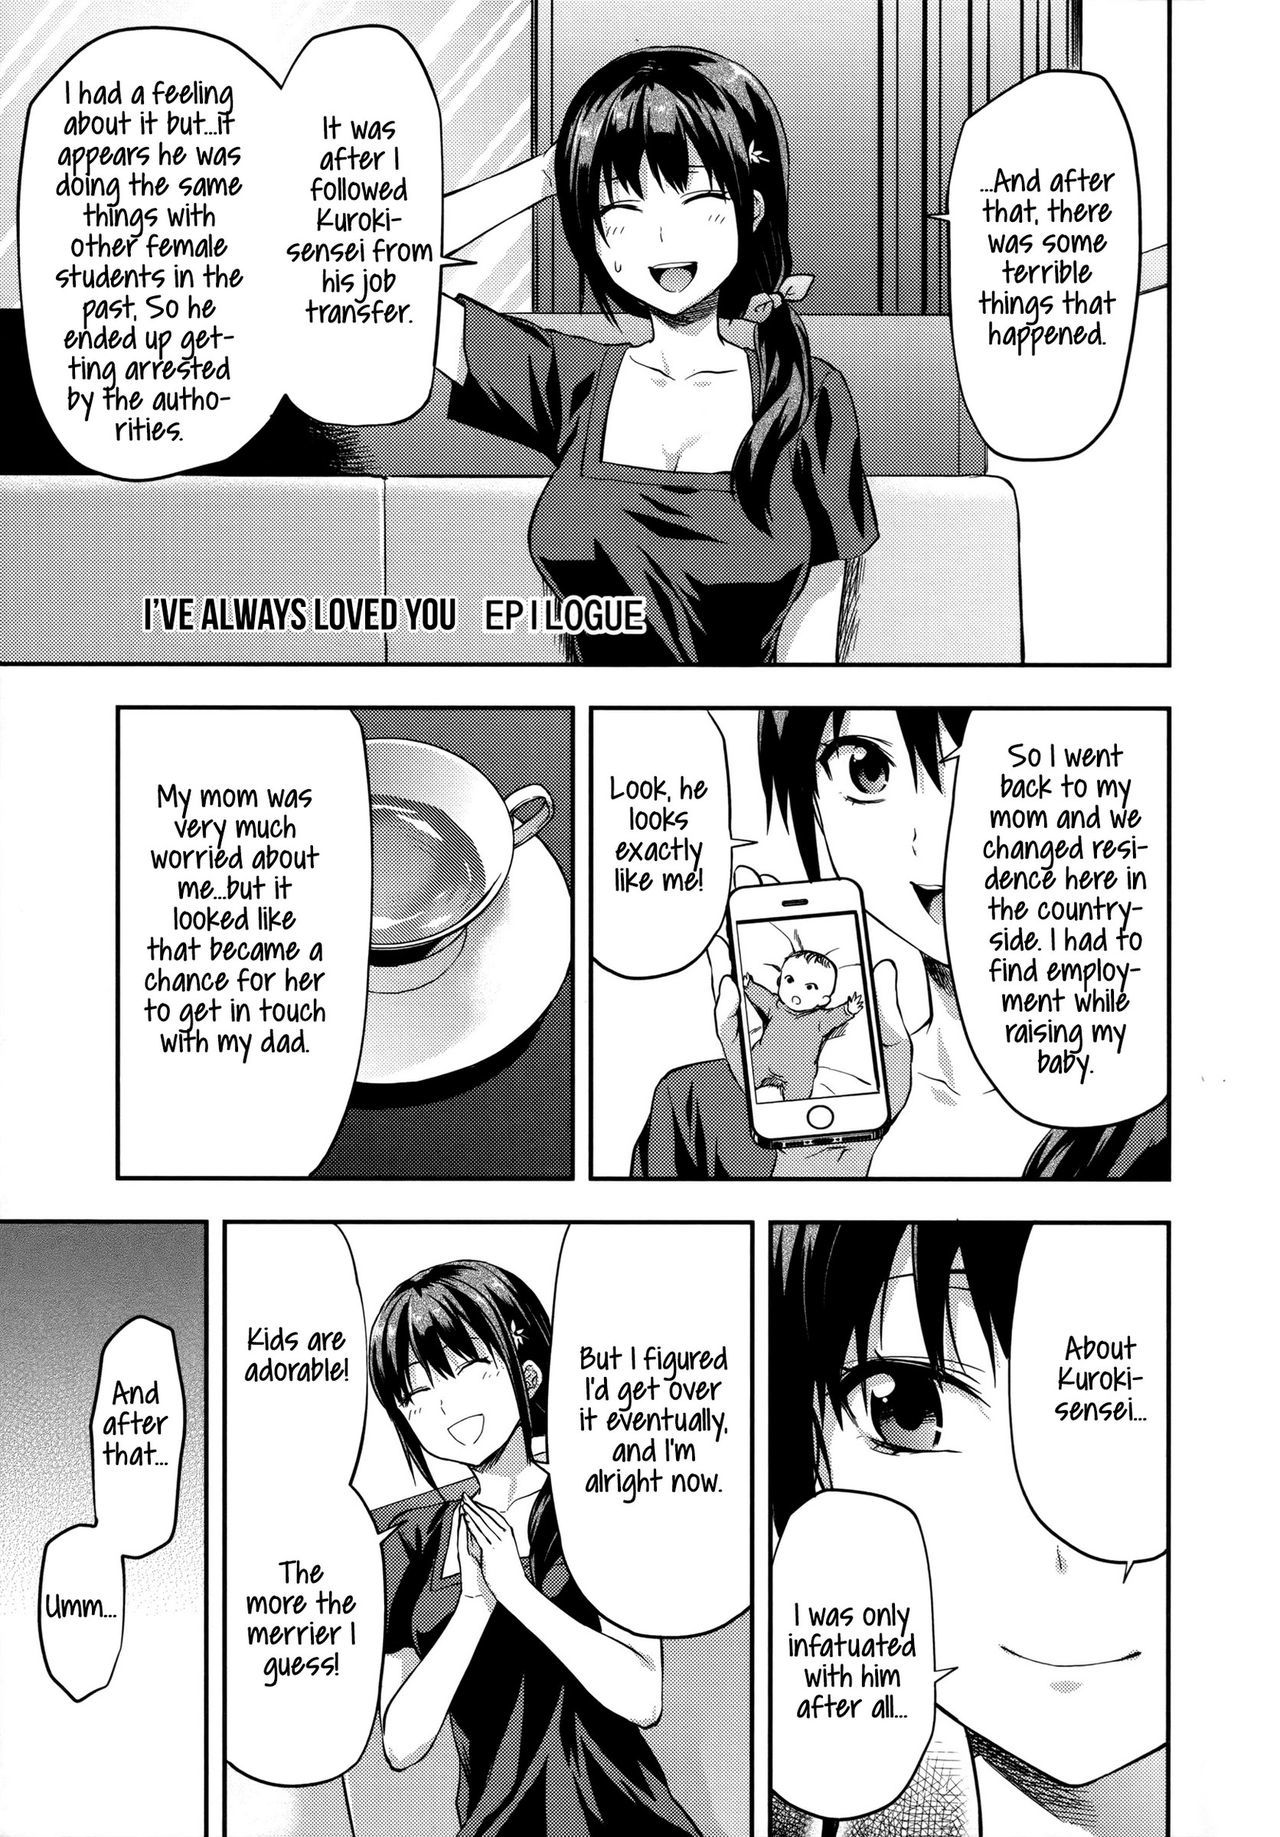 ...And after
that, there
was some
terrible
things that
happened.
It was
after I
followed
Kuroki-
sensei from
his job
transfer.
I had a feeling
about it but...it
appears he was
doing the same
things with
other female
students in the
past, So he
ended up get-
ting arrested
by the autho-
rities.
I'VE ALWAYS LOVED YOU EPILOGUE
So I went
back to my
mom and we
changed resi-
dence here in
the country-
side. I had to
find employ-
ment while
raising my
baby.
Look, he
looks
exactly
like me!
My mom was
very much
worried about
me...but it
looked like
that became a
chance for her
to get in touch
with my dad.
About
Kuroki-
sensei...
I was only
infatuated
with him
after all...
But I figured
I'd get over
it eventually,
and I'm
alright now.
Kids are
adorable!
The
more the
merrier I
guess!
And
after
that...
Umm...